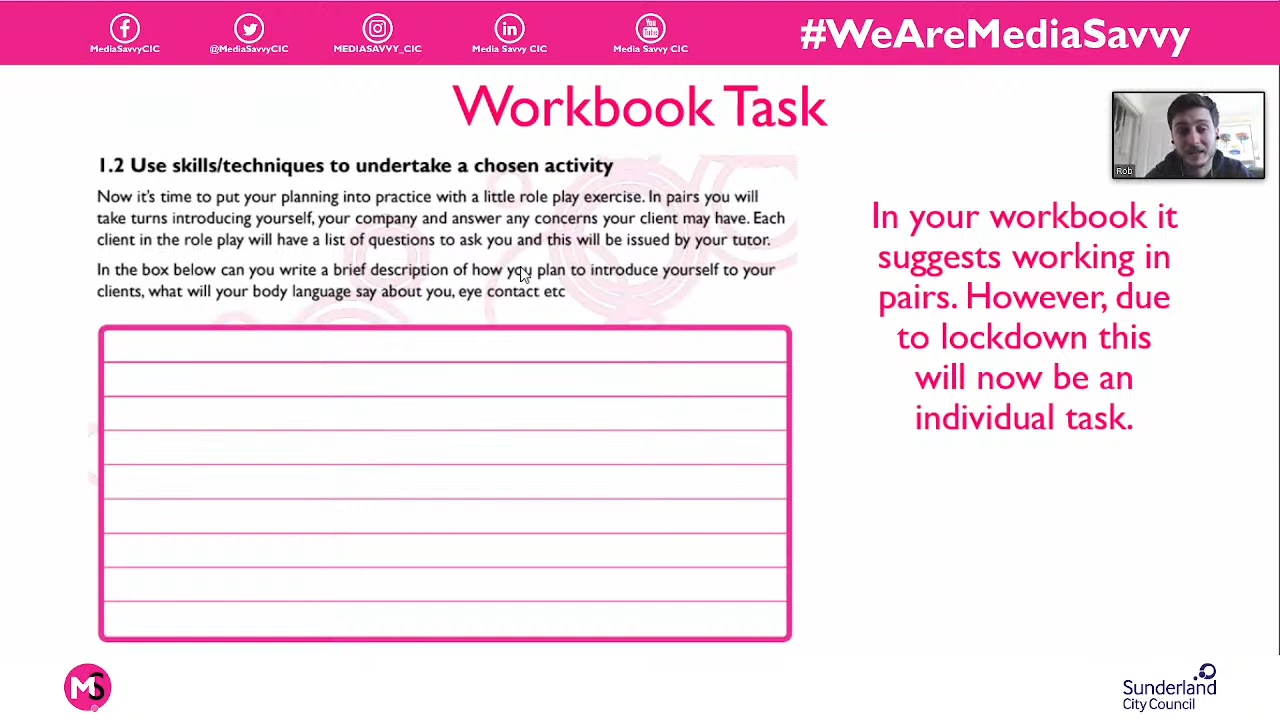 MediaSavvyCIC
@MediaSavvyCIC
MEDIASAVVY_CIC
Media Savvy CIC
You
Tube
Media Savvy CIC
#WeAreMediaSavvy
Workbook Task
Rob
1.2 Use skills/techniques to undertake a chosen activity
Now it's time to put your planning into practice with a little role play exercise. In pairs you will
take turns introducing yourself, your company and answer any concerns your client may have. Each
client in the role play will have a list of questions to ask you and this will be issued by your tutor.
In the box below can you write a brief description of how you plan to introduce yourself to your
clients, what will your body language say about you, eye contact etc
In your workbook it
suggests working in
pairs. However, due
to lockdown this
will now be an
individual task.
MS
Sunderland
City Council